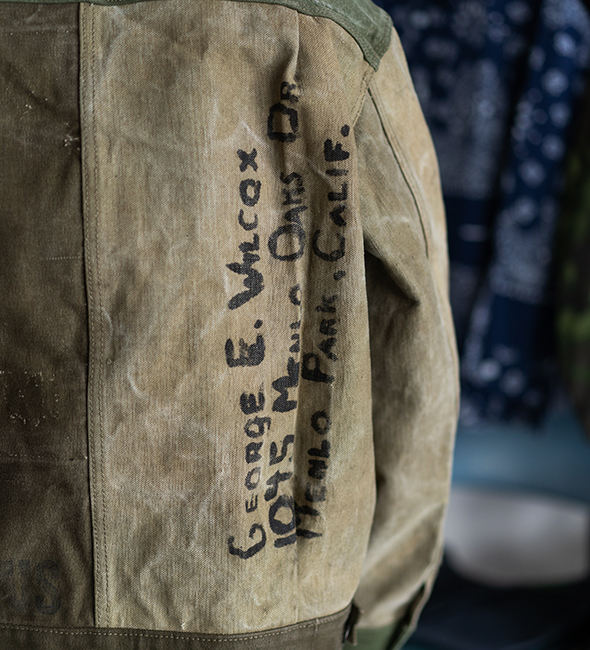 George E. Wilcox
1045 Menlo Oaks Dr
Menlo Park, Calif.